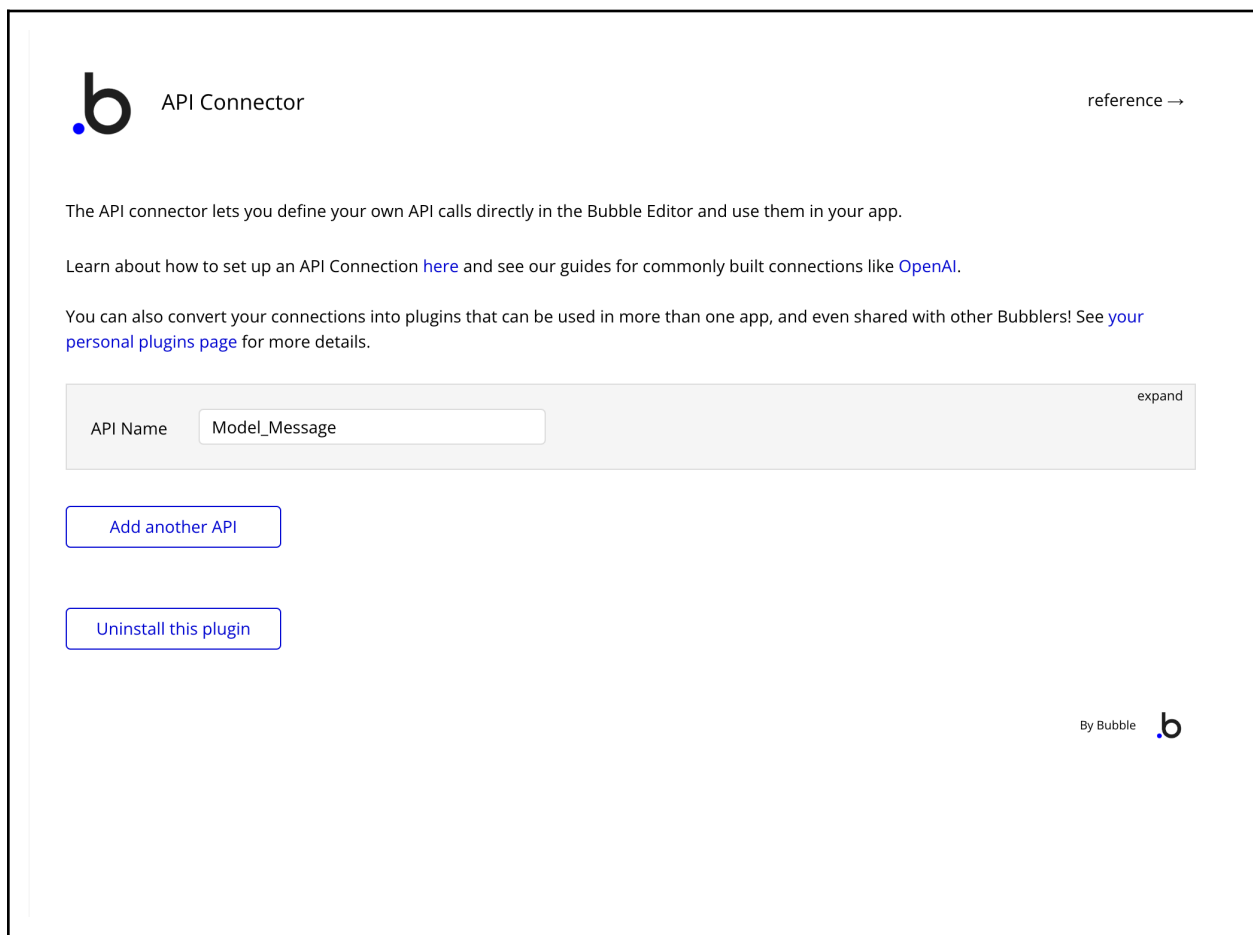 API Connector
reference →
The API connector lets you define your own API calls directly in the Bubble Editor and use them in your app.
Learn about how to set up an API Connection here and see our guides for commonly built connections like OpenAI.
You can also convert your connections into plugins that can be used in more than one app, and even shared with other Bubblers! See your
personal plugins page for more details.
expand
API Name
Model_Message
Add another API
Uninstall this plugin
By Bubble